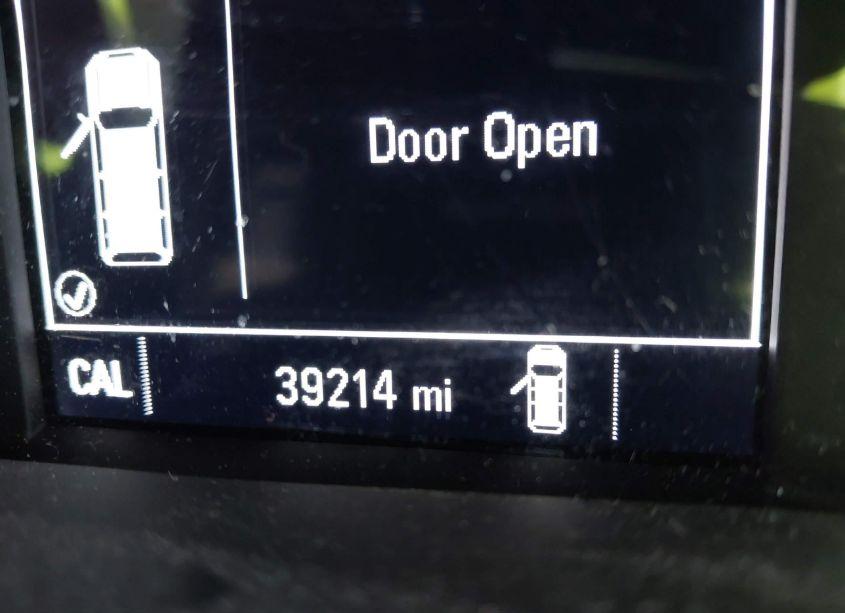 Door Open
CAL 39214 mi